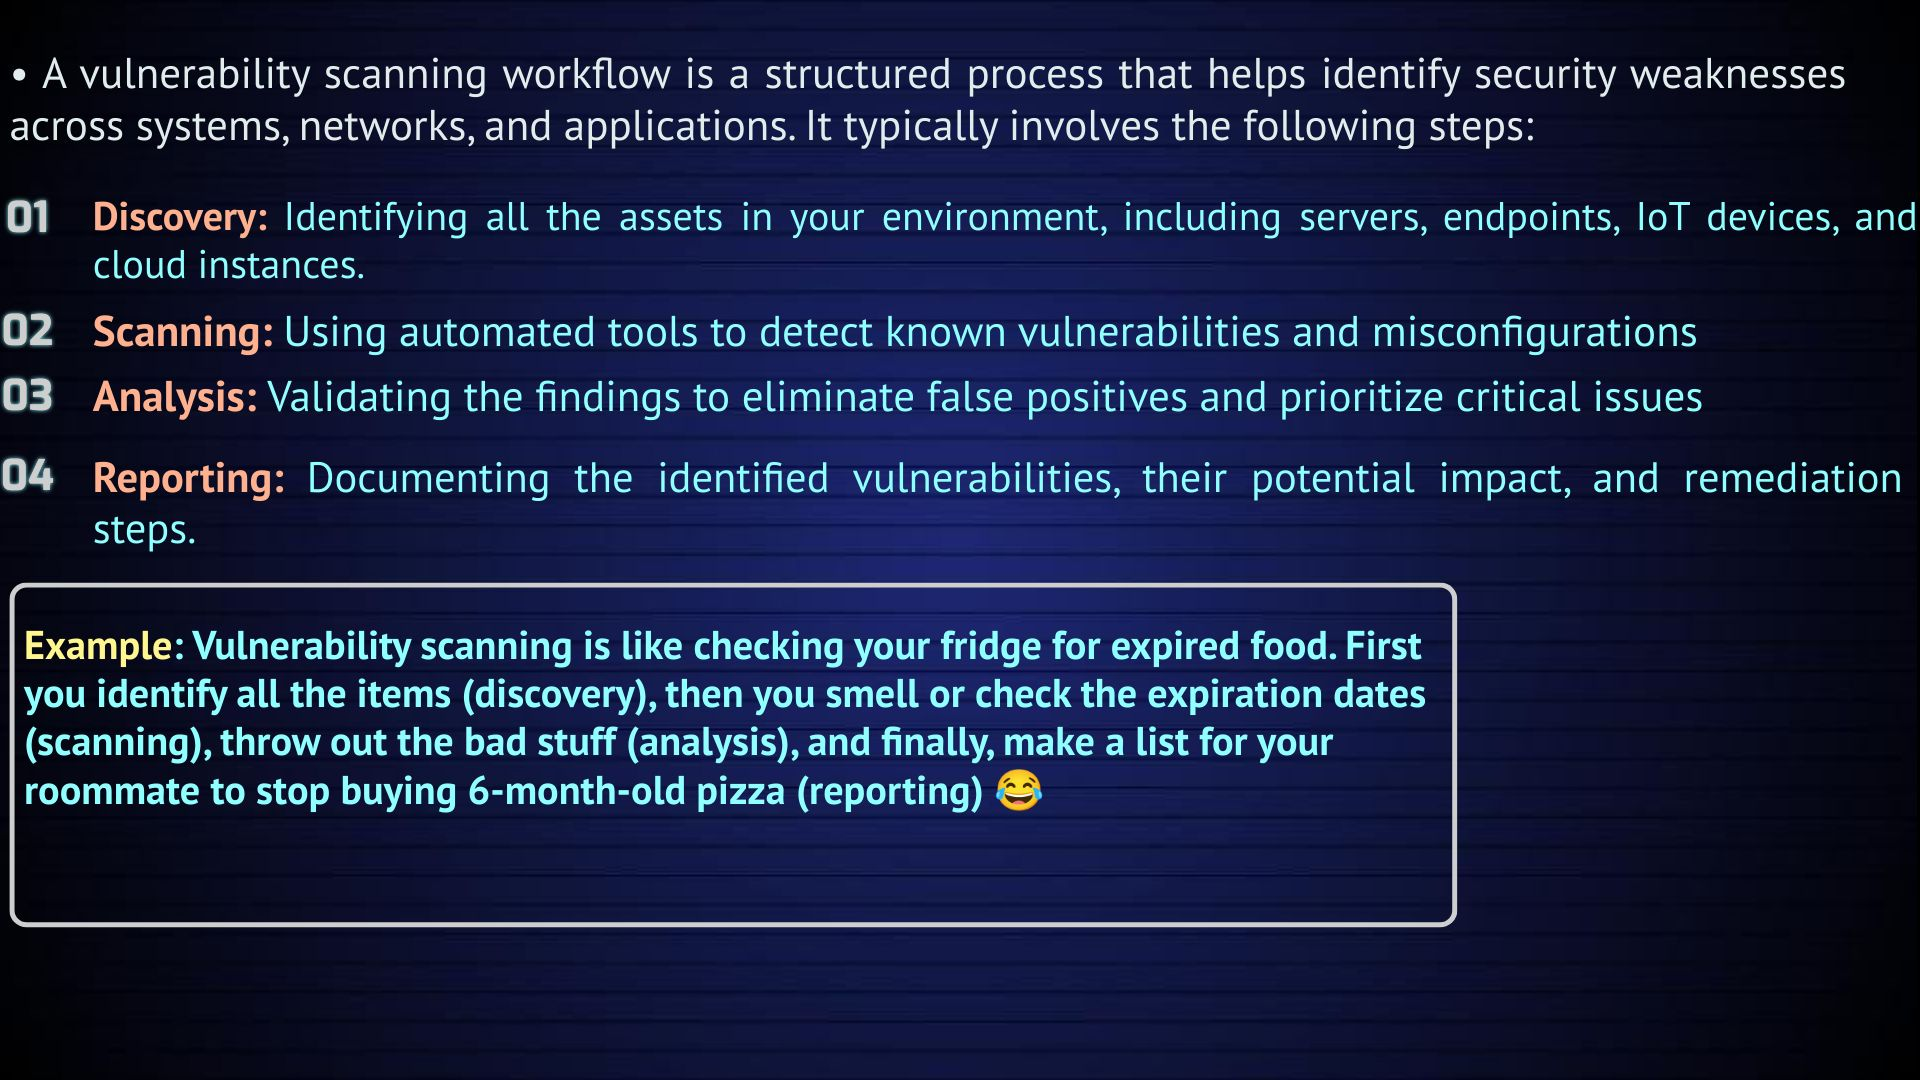 • A vulnerability scanning workflow is a structured process that helps identify security weaknesses
across systems, networks, and applications. It typically involves the following steps:
01 Discovery: Identifying all the assets in your environment, including servers, endpoints, IoT devices, and
cloud instances.
02 Scanning: Using automated tools to detect known vulnerabilities and misconfigurations
03 Analysis: Validating the findings to eliminate false positives and prioritize critical issues
04 Reporting: Documenting the identified vulnerabilities, their potential impact, and remediation
steps.
Example: Vulnerability scanning is like checking your fridge for expired food. First
you identify all the items (discovery), then you smell or check the expiration dates
(scanning), throw out the bad stuff (analysis), and finally, make a list for your
roommate to stop buying 6-month-old pizza (reporting) 😂